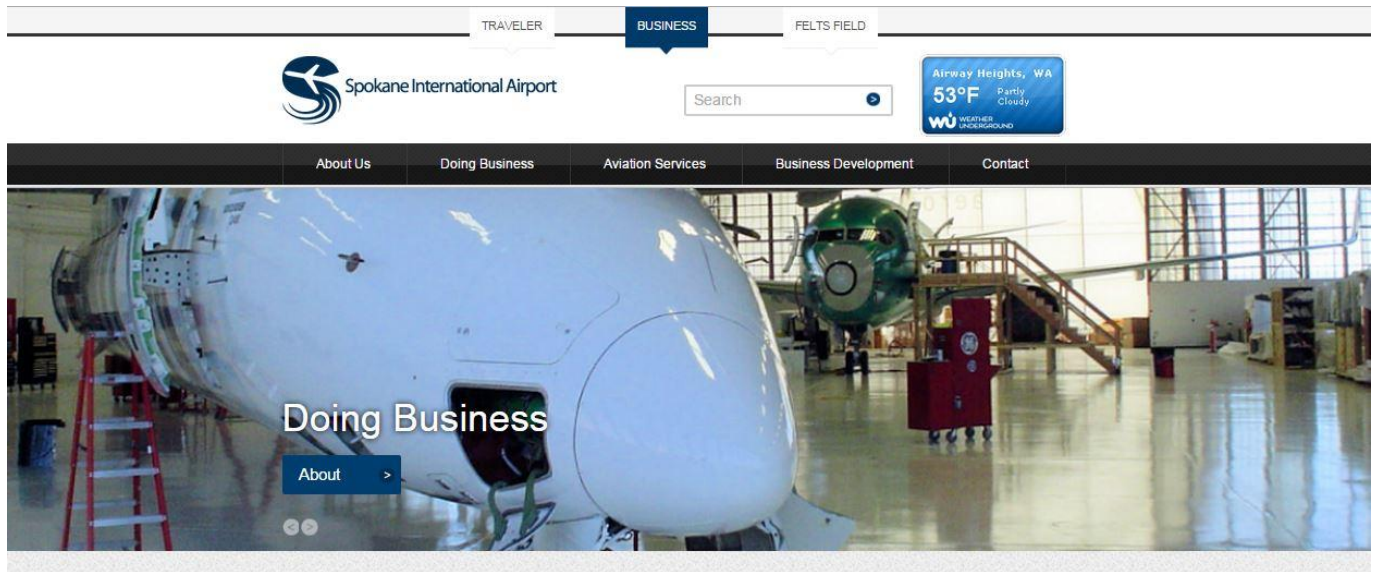 TRAVELER
BUSINESS
FELTS FIELD
Spokane International Airport
Search
Airway Heights, WA
53°F
Partly
Cloudy
wu WEATHER
UNDERGROUND
About Us
Doing Business
Aviation Services
Business Development
Contact
Doing Business
About >
< >